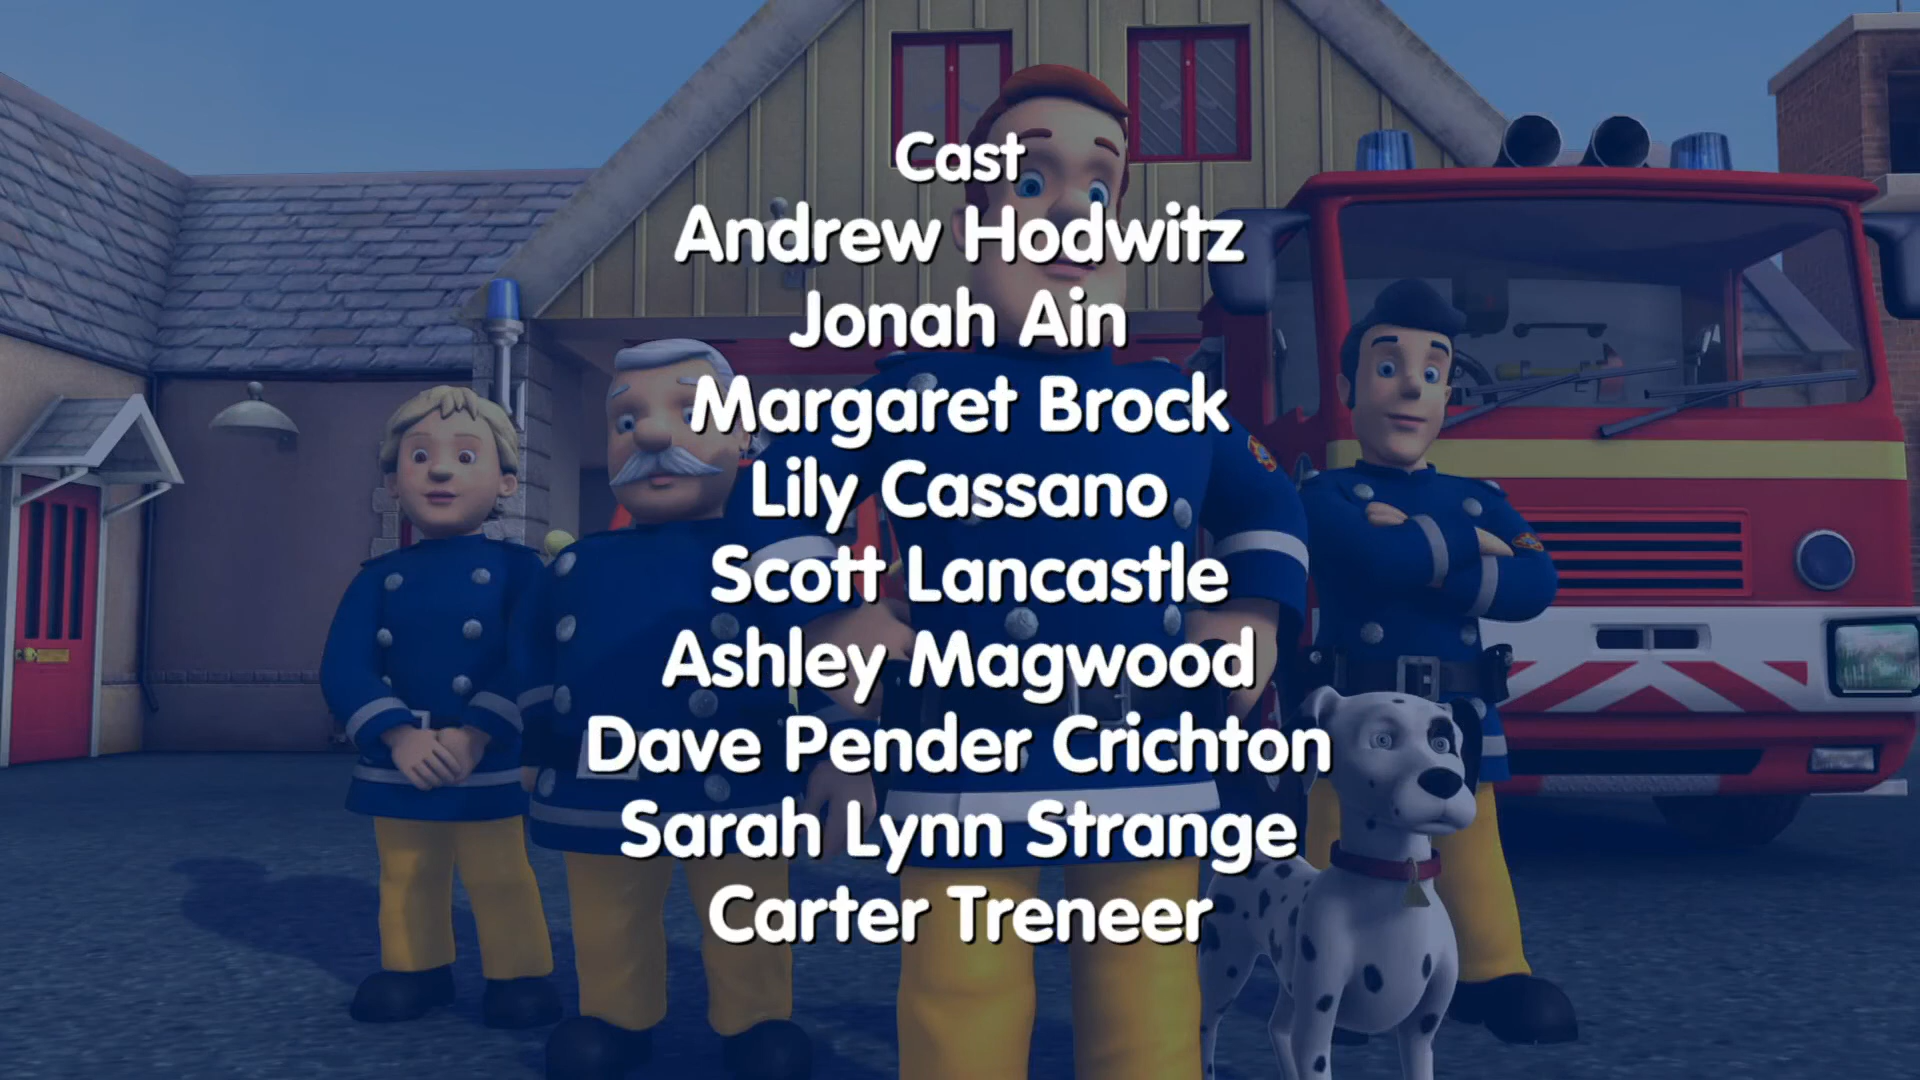 Cast
Andrew Hodwitz
Jonah Ain
Margaret Brock
Lily Cassano
Scott Lancastle
Ashley Magwood
Dave Pender Crichton
Sarah Lynn Strange
Carter Treneer